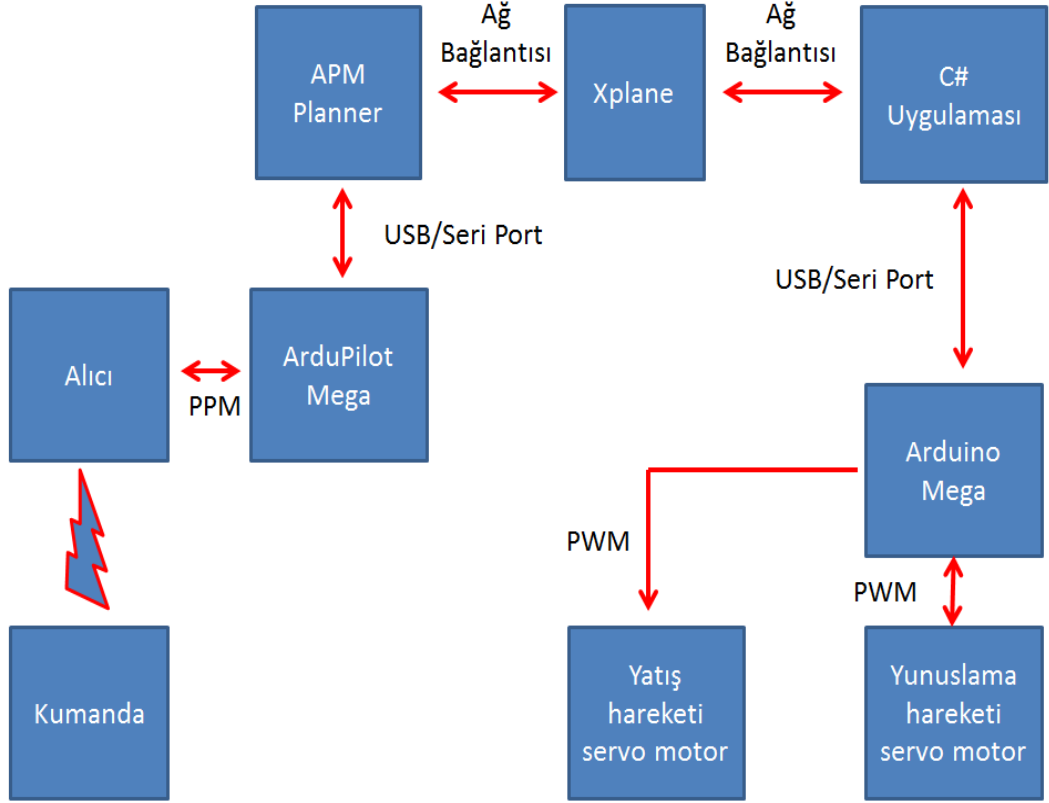 Ağ
Bağlantısı
Ağ
Bağlantısı
APM
Planner
Xplane
C#
Uygulaması
USB/Seri Port
USB/Seri Port
Alıcı
PPM
ArduPilot
Mega
Arduino
Mega
PWM
PWM
Kumanda
Yatış
hareketi
servo motor
Yunuslama
hareketi
servo motor